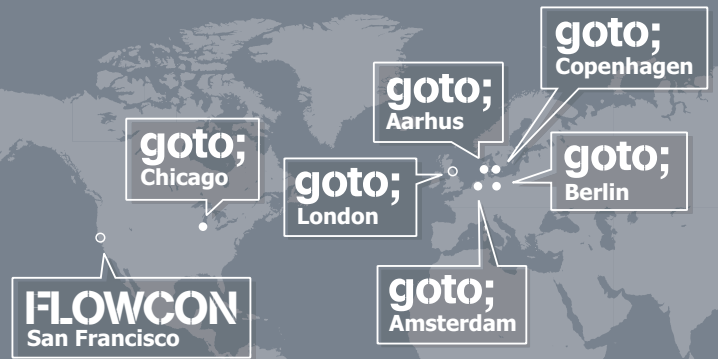 goto;
Copenhagen
goto;
Aarhus
goto;
Chicago
goto;
London
goto;
Berlin
goto;
Amsterdam
FLOWCON
San Francisco